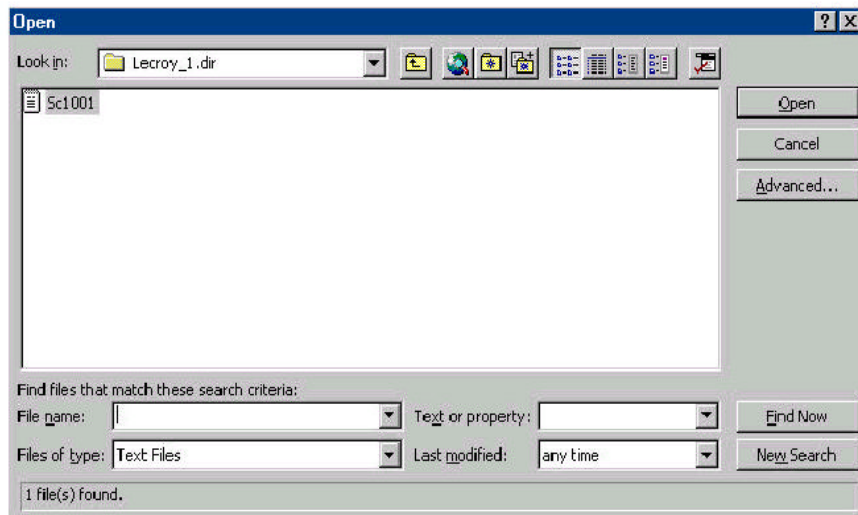 Open
Look in: Lecroy_1.dir
Sc1001
Open
Cancel
Advanced...
Find files that match these search criteria:
File name: Text or property: Find Now
Files of type: Text Files Last modified: any time New Search
1 file(s) found.